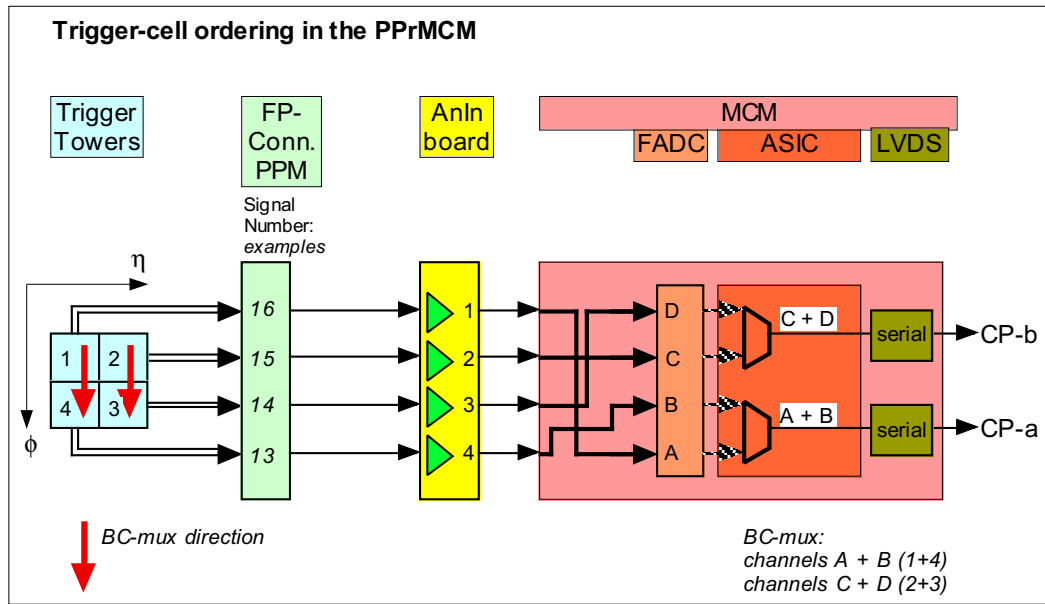 Trigger-cell ordering in the PPrMCM
Trigger
Towers
FP-
Conn.
PPM
AnIn
board
MCM
FADC
ASIC
LVDS
Signal
Number:
examples
η
ϕ
1
2
4
3
16
15
14
13
1
2
3
4
D
C
B
A
C + D
A + B
serial
serial
CP-b
CP-a
BC-mux direction
BC-mux:
channels A + B (1+4)
channels C + D (2+3)